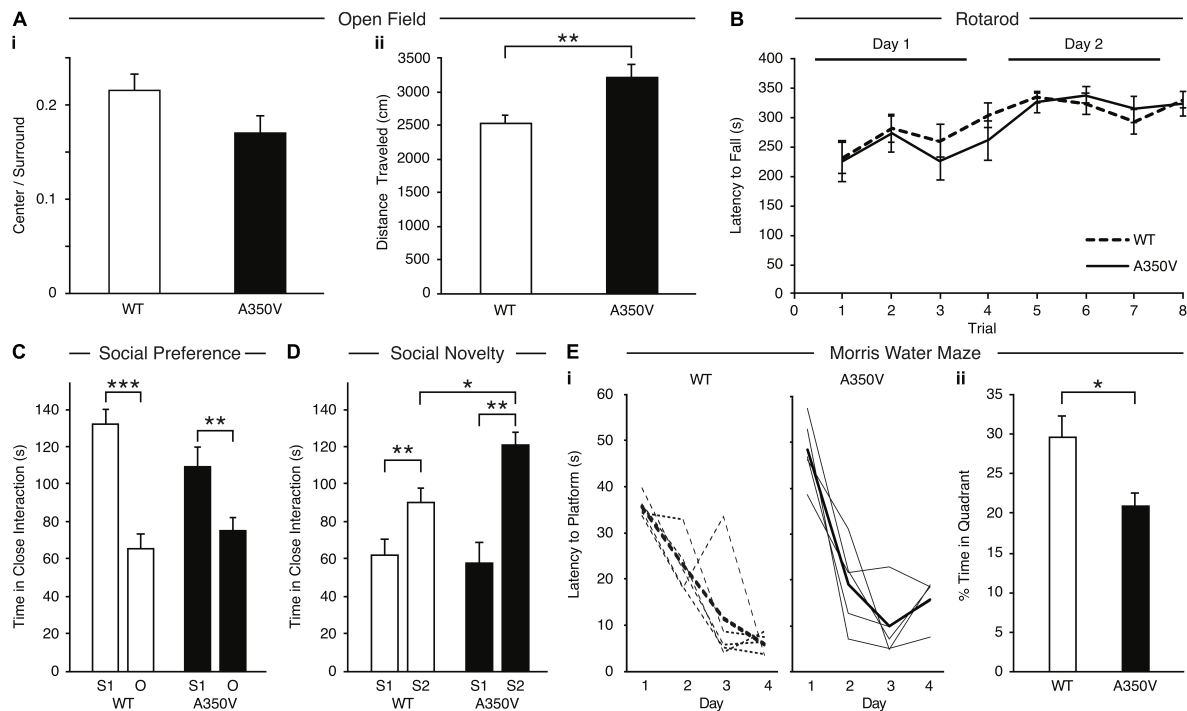 A Open Field
i
Center / Surround
0.2
0.1
0
WT A350V
ii
**
Distance Traveled (cm)
3500
3000
2500
2000
1500
1000
500
0
WT A350V
B Rotarod
Day 1 Day 2
Latency to Fall (s)
400
350
300
250
200
150
100
50
0
WT
A350V
0 1 2 3 4 5 6 7 8
Trial
C Social Preference
Time in Close Interaction (s)
140
120
100
80
60
40
20
0
*** **
S1 O S1 O
WT A350V
D Social Novelty
Time in Close Interaction (s)
140
120
100
80
60
40
20
0
*
** **
S1 S2 S1 S2
WT A350V
E Morris Water Maze
i WT A350V
Latency to Platform (s)
60
50
40
30
20
10
0
1 2 3 4 1 2 3 4
Day Day
ii
*
% Time in Quadrant
35
30
25
20
15
10
5
0
WT A350V